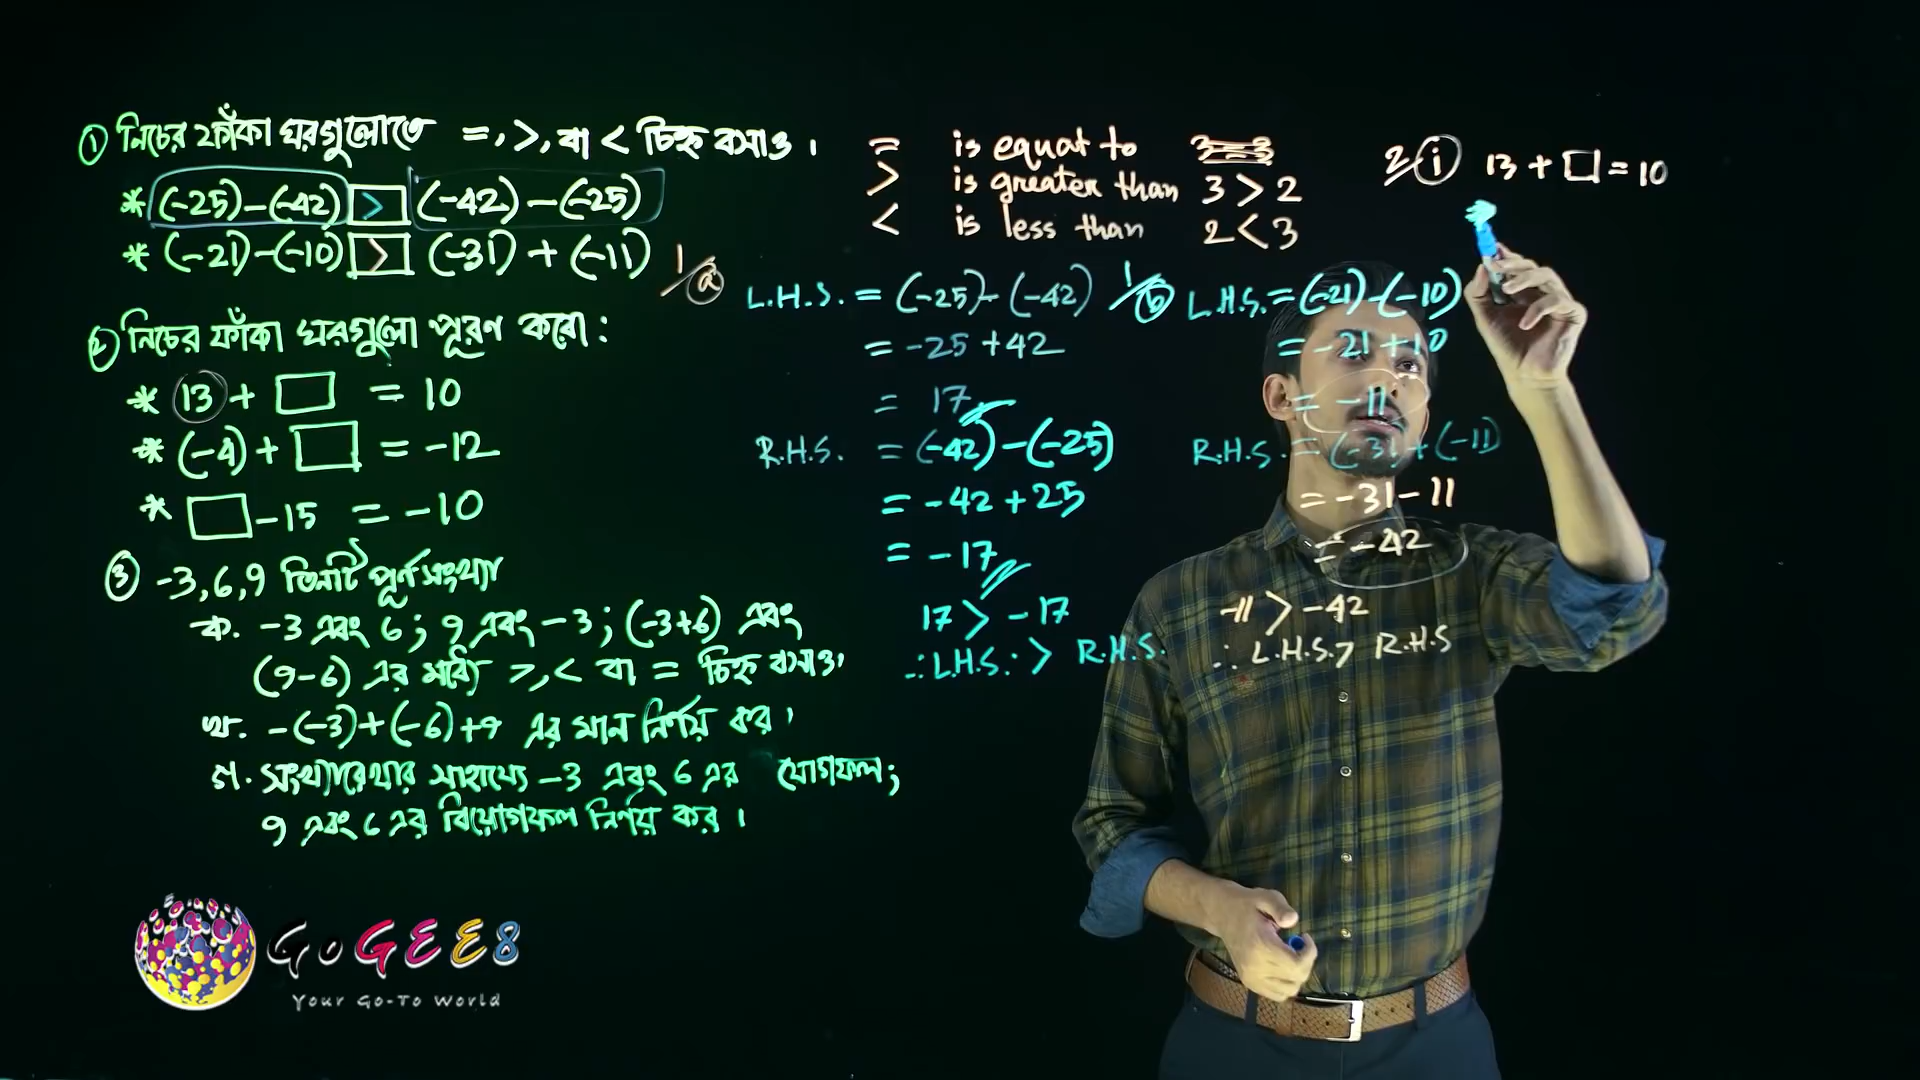 ① নিচের ফাঁকা ঘরগুলোতে =, >, বা < চিহ্ন বসাও।
* (-25)-(-42) > (-42)-(-25)
* (-21)-(-10) > (-31) + (-11)
② নিচের ফাঁকা ঘরগুলো পূরণ করো:
* 13 + □ = 10
* (-4) + □ = -12
* □ -15 = -10
③ -3, 6, 9 তিনটি পূর্ণসংখ্যা
ক. -3 এবং 6 ; 9 এবং -3 ; (-3+6) এবং
(9-6) এর মধ্যে >, < বা = চিহ্ন বসাও।
খ. -(-3)+(-6)+9 এর মান নির্ণয় কর।
গ. সংখ্যারেখার সাহায্যে -3 এবং 6 এর যোগফল;
9 এবং 6 এর বিয়োগফল নির্ণয় কর।
GoGEE8
Your Go-To World
= is equat to 3=3
> is greater than 3 > 2
< is less than 2 < 3
1/ⓐ L.H.S. = (-25)-(-42)
= -25 +42
= 17
R.H.S. = (-42)-(-25)
= -42 +25
= -17
17 > -17
∴ L.H.S. > R.H.S.
1/ⓑ L.H.S. = (-21)-(-10)
= -21+10
= -11
R.H.S. = (-31)+(-11)
= -31-11
= -42
-11 > -42
∴ L.H.S. > R.H.S
2/ⓘ 13 + □ = 10